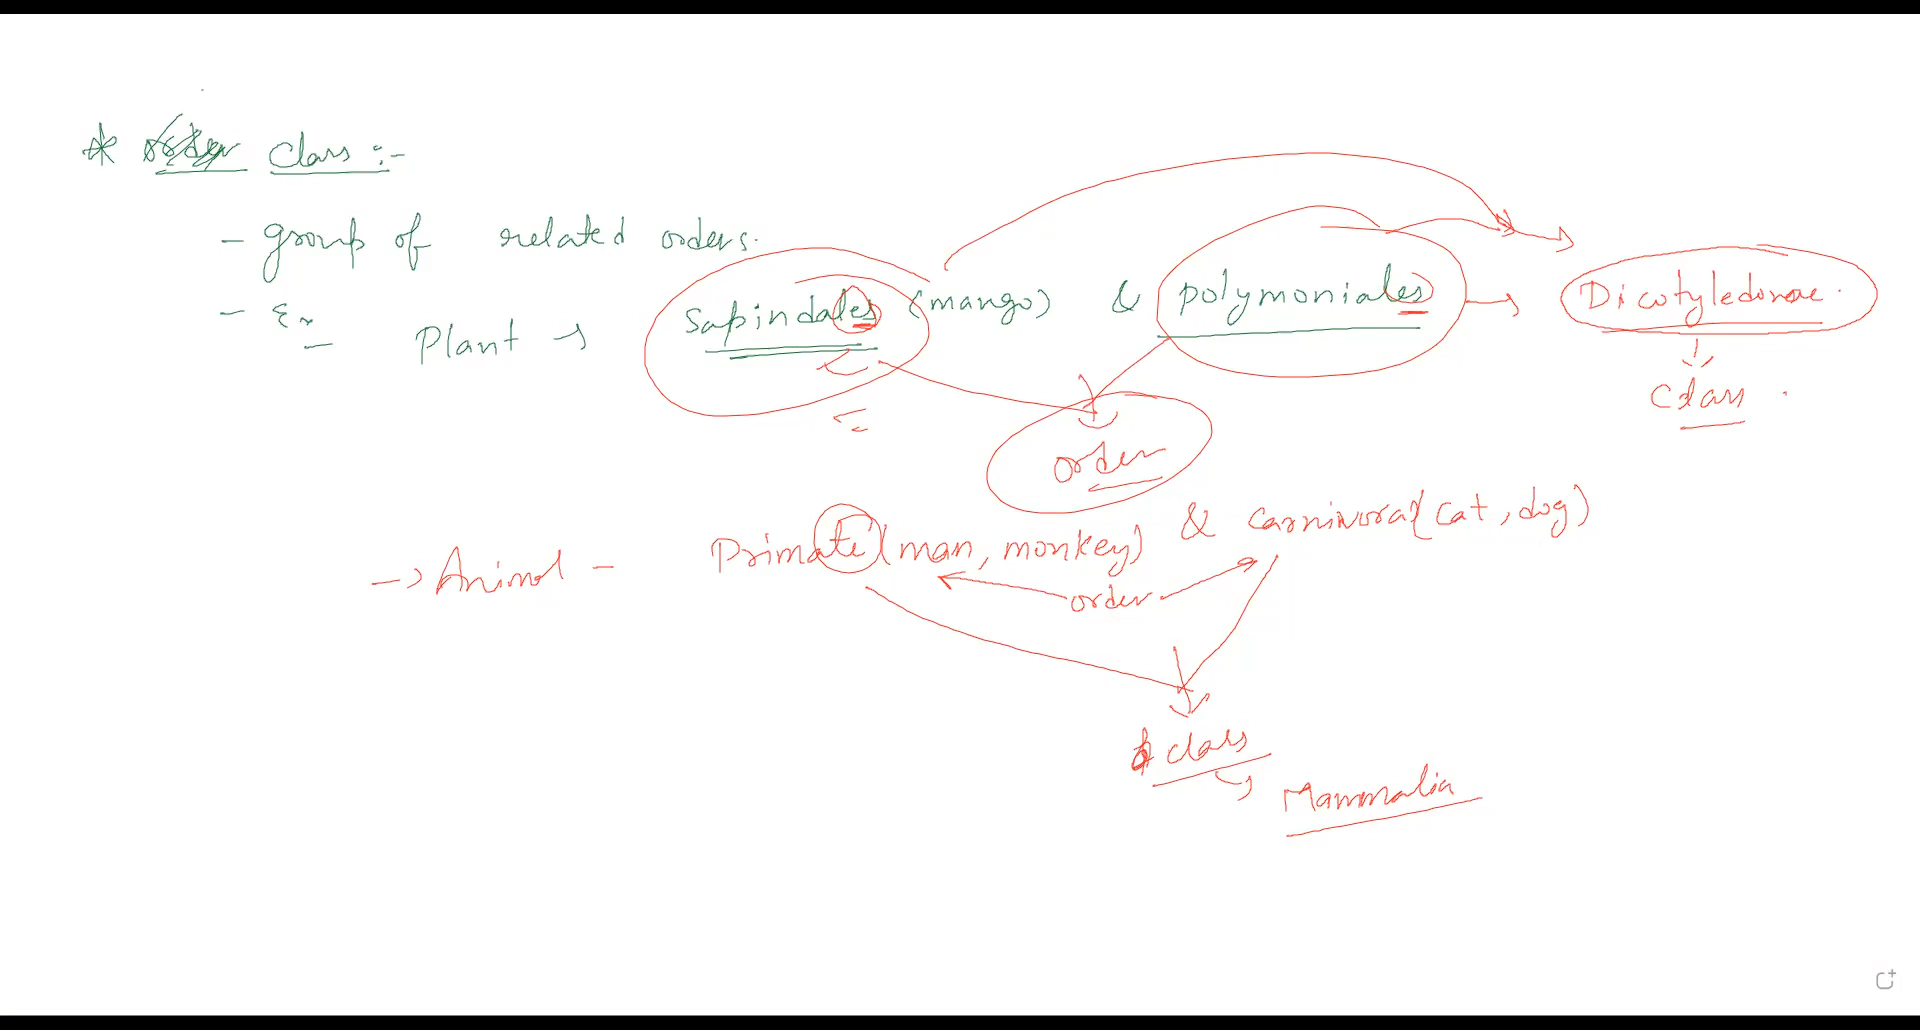 * order Class :-
- group of related orders.
- Ex Plant → Sapindales (mango) & polymoniales → Dicotyledonae.
Class
order
→ Animal - Primate (man, monkey) & carnivora (cat, dog)
order
class
→ Mammalia